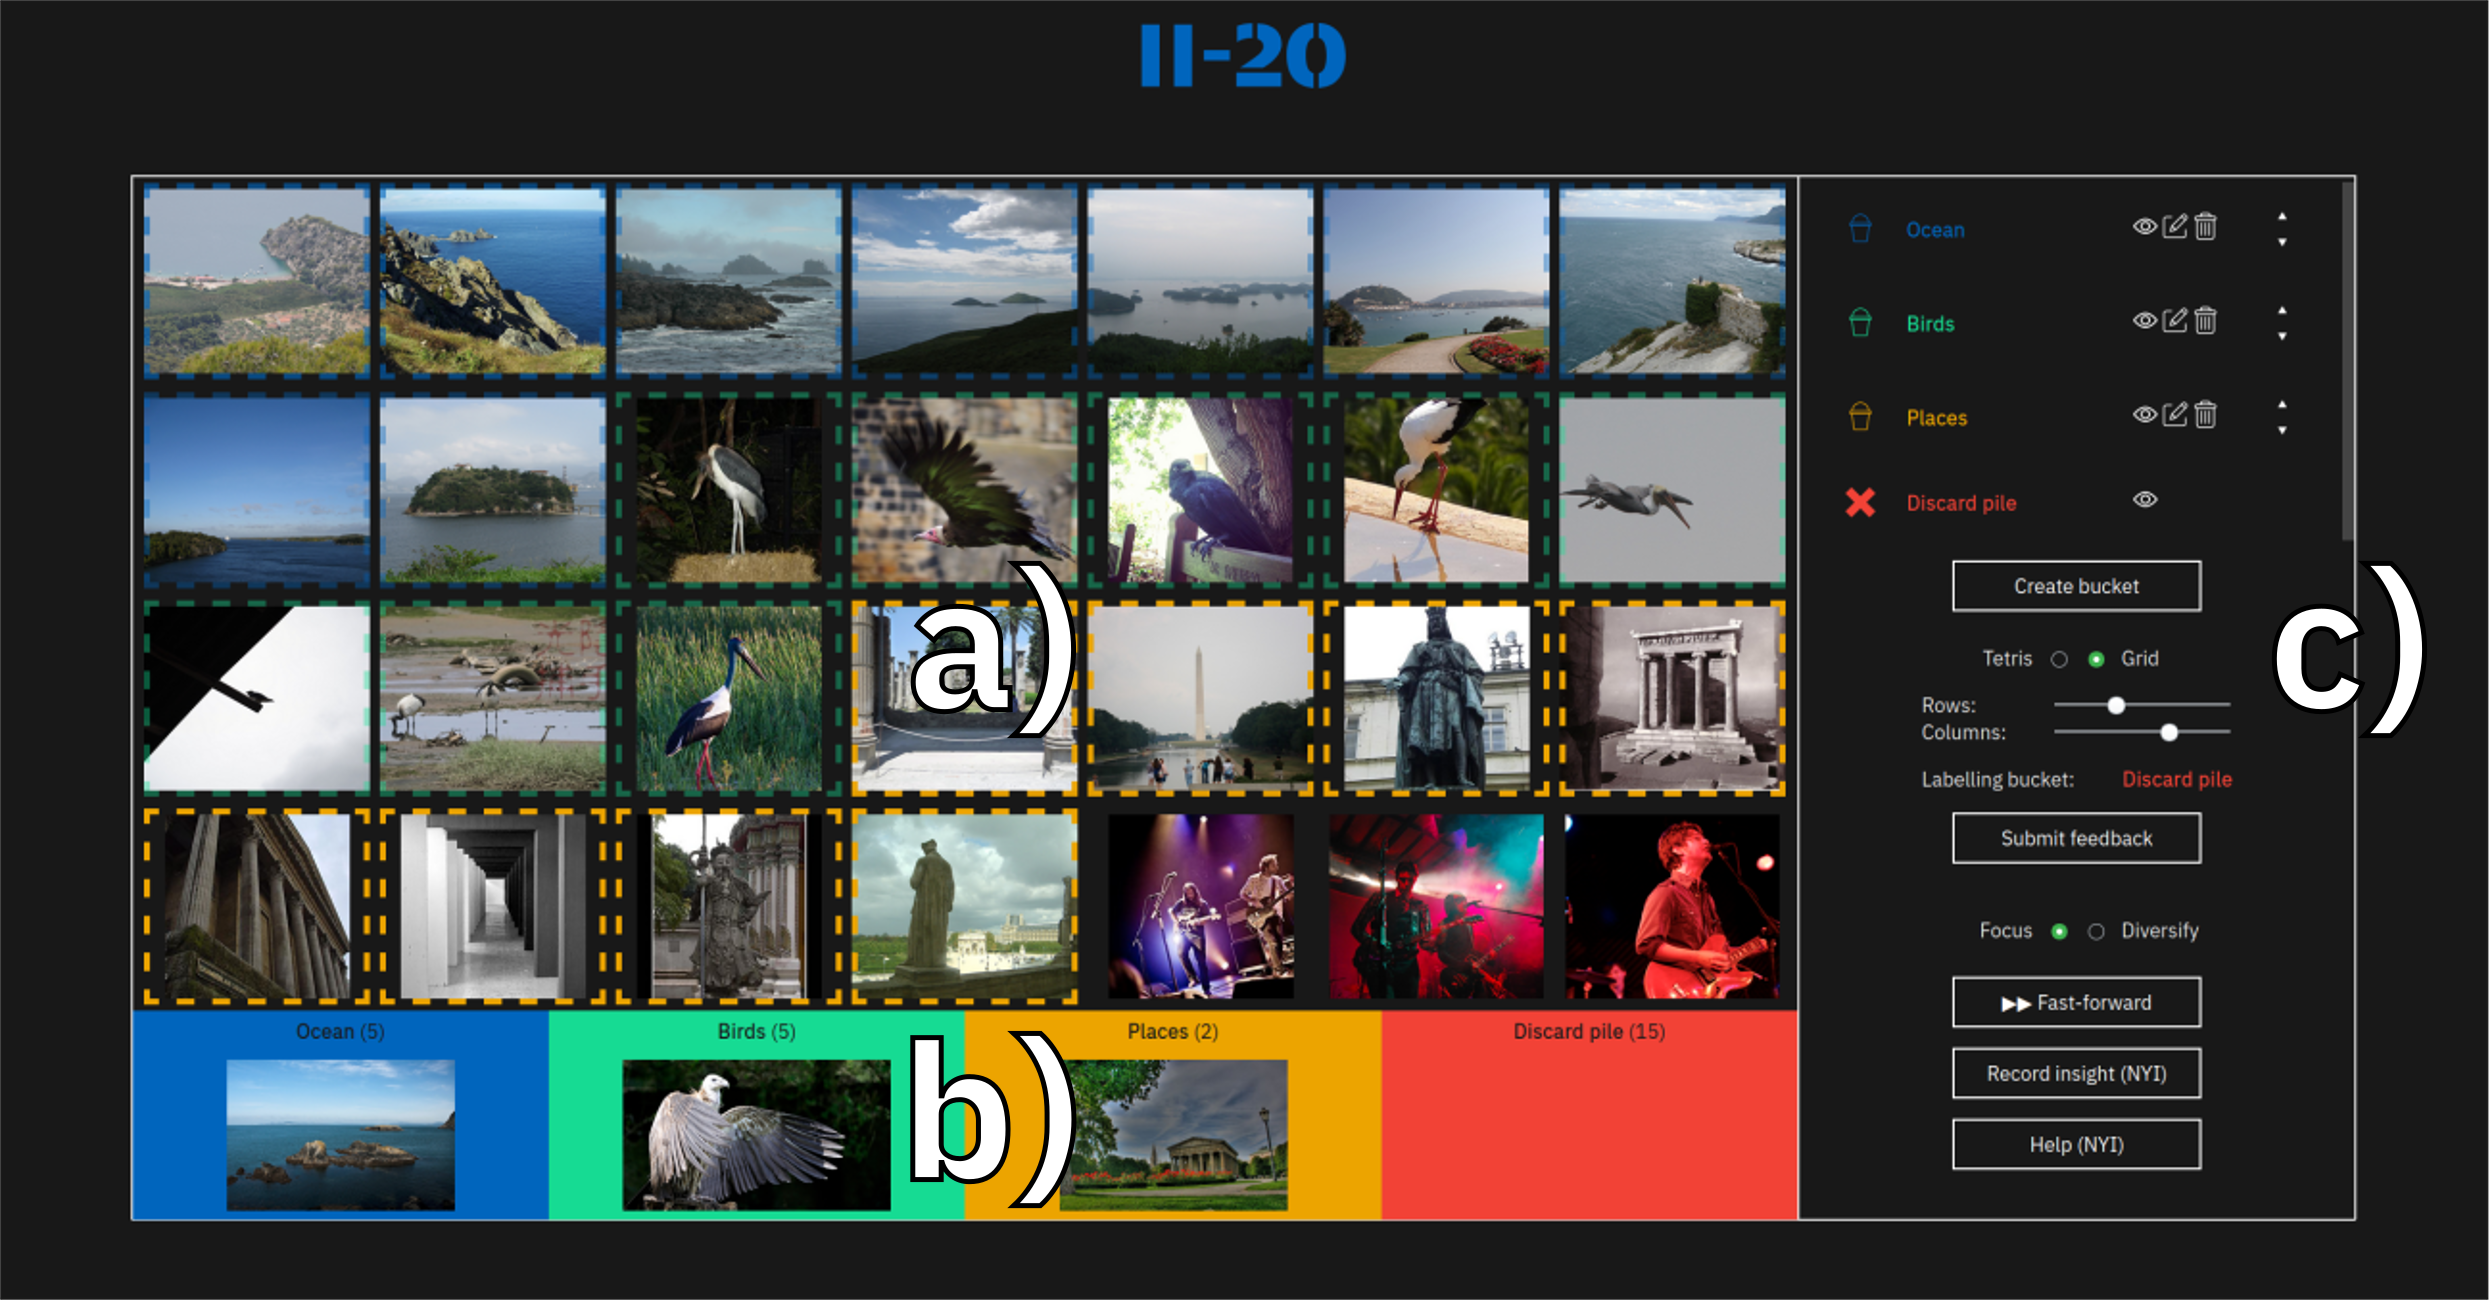 II-20
Ocean
Birds
Places
Discard pile
Create bucket
a)
c)
Tetris Grid
Rows:
Columns:
Labelling bucket: Discard pile
Submit feedback
Focus Diversify
Fast-forward
Record insight (NYI)
Help (NYI)
Ocean (5) Birds (5) Places (2) Discard pile (15)
b)